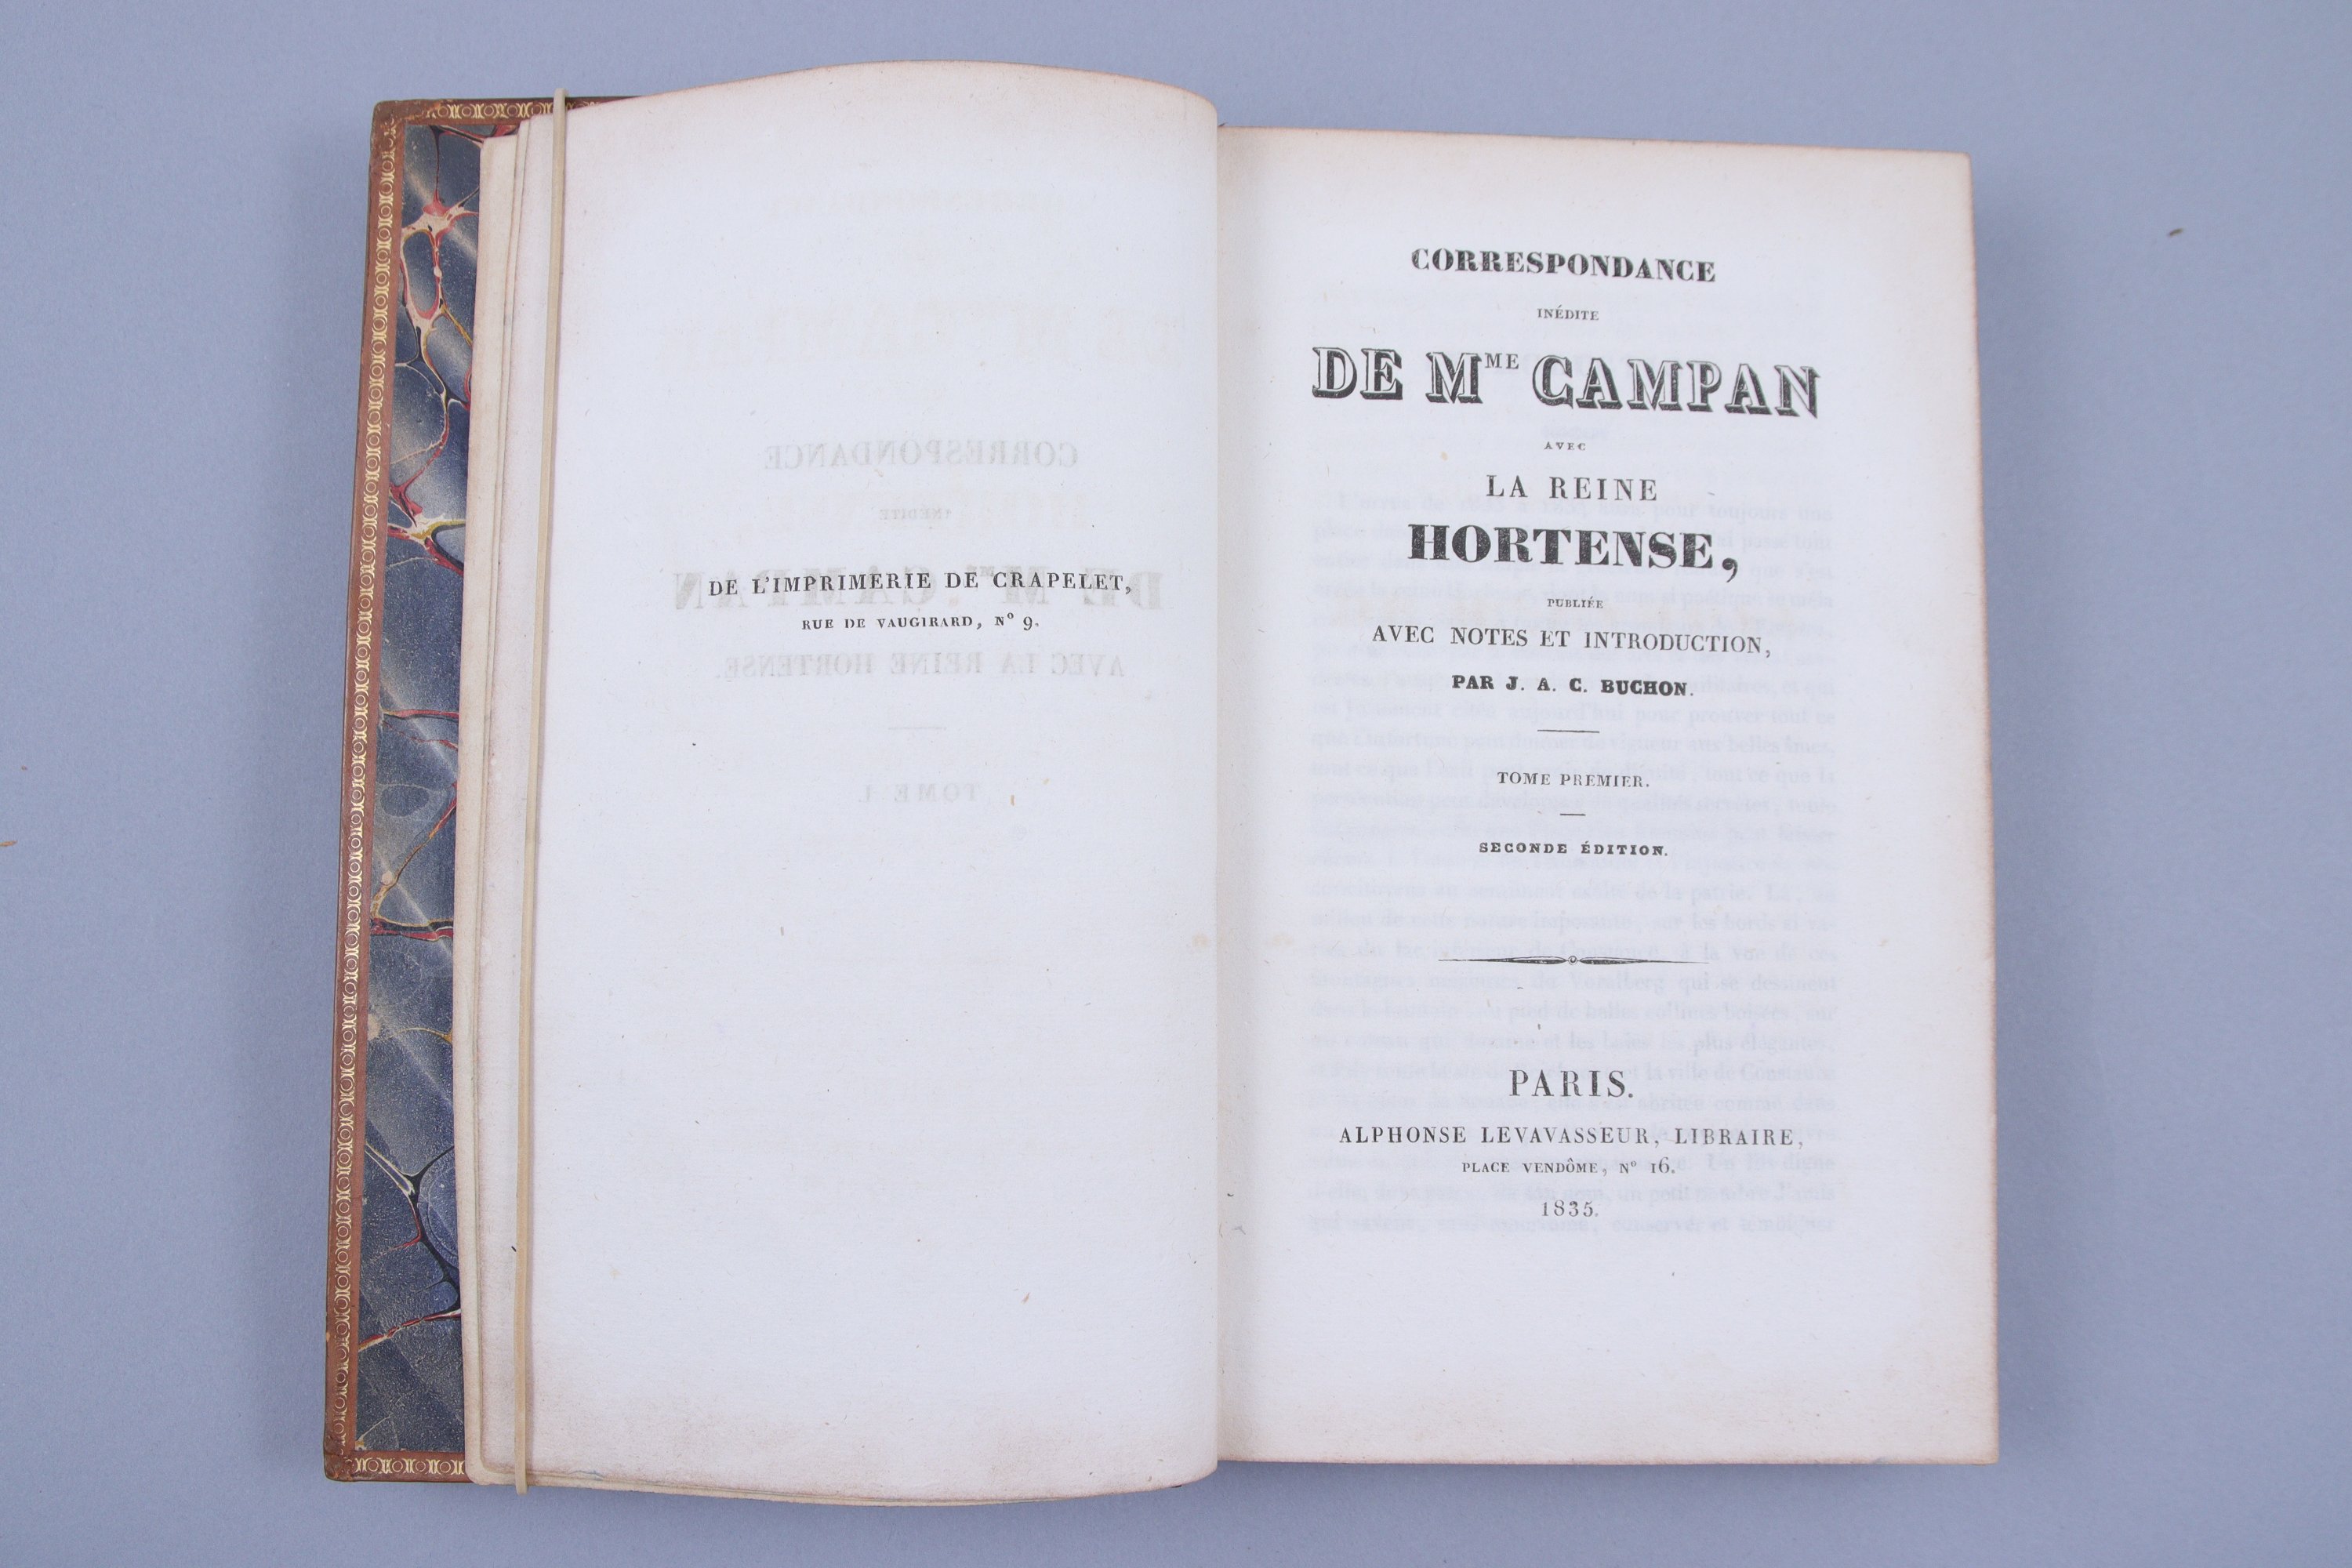 DE L'IMPRIMERIE DE CRAPELET,
RUE DE VAUGIRARD, Nº 9.
CORRESPONDANCE
INÉDITE
DE MME CAMPAN
AVEC
LA REINE
HORTENSE,
PUBLIÉE
AVEC NOTES ET INTRODUCTION,
PAR J. A. C. BUCHON.
TOME PREMIER.
SECONDE ÉDITION.
PARIS.
ALPHONSE LEVAVASSEUR, LIBRAIRE,
PLACE VENDÔME, Nº 16.
1835.